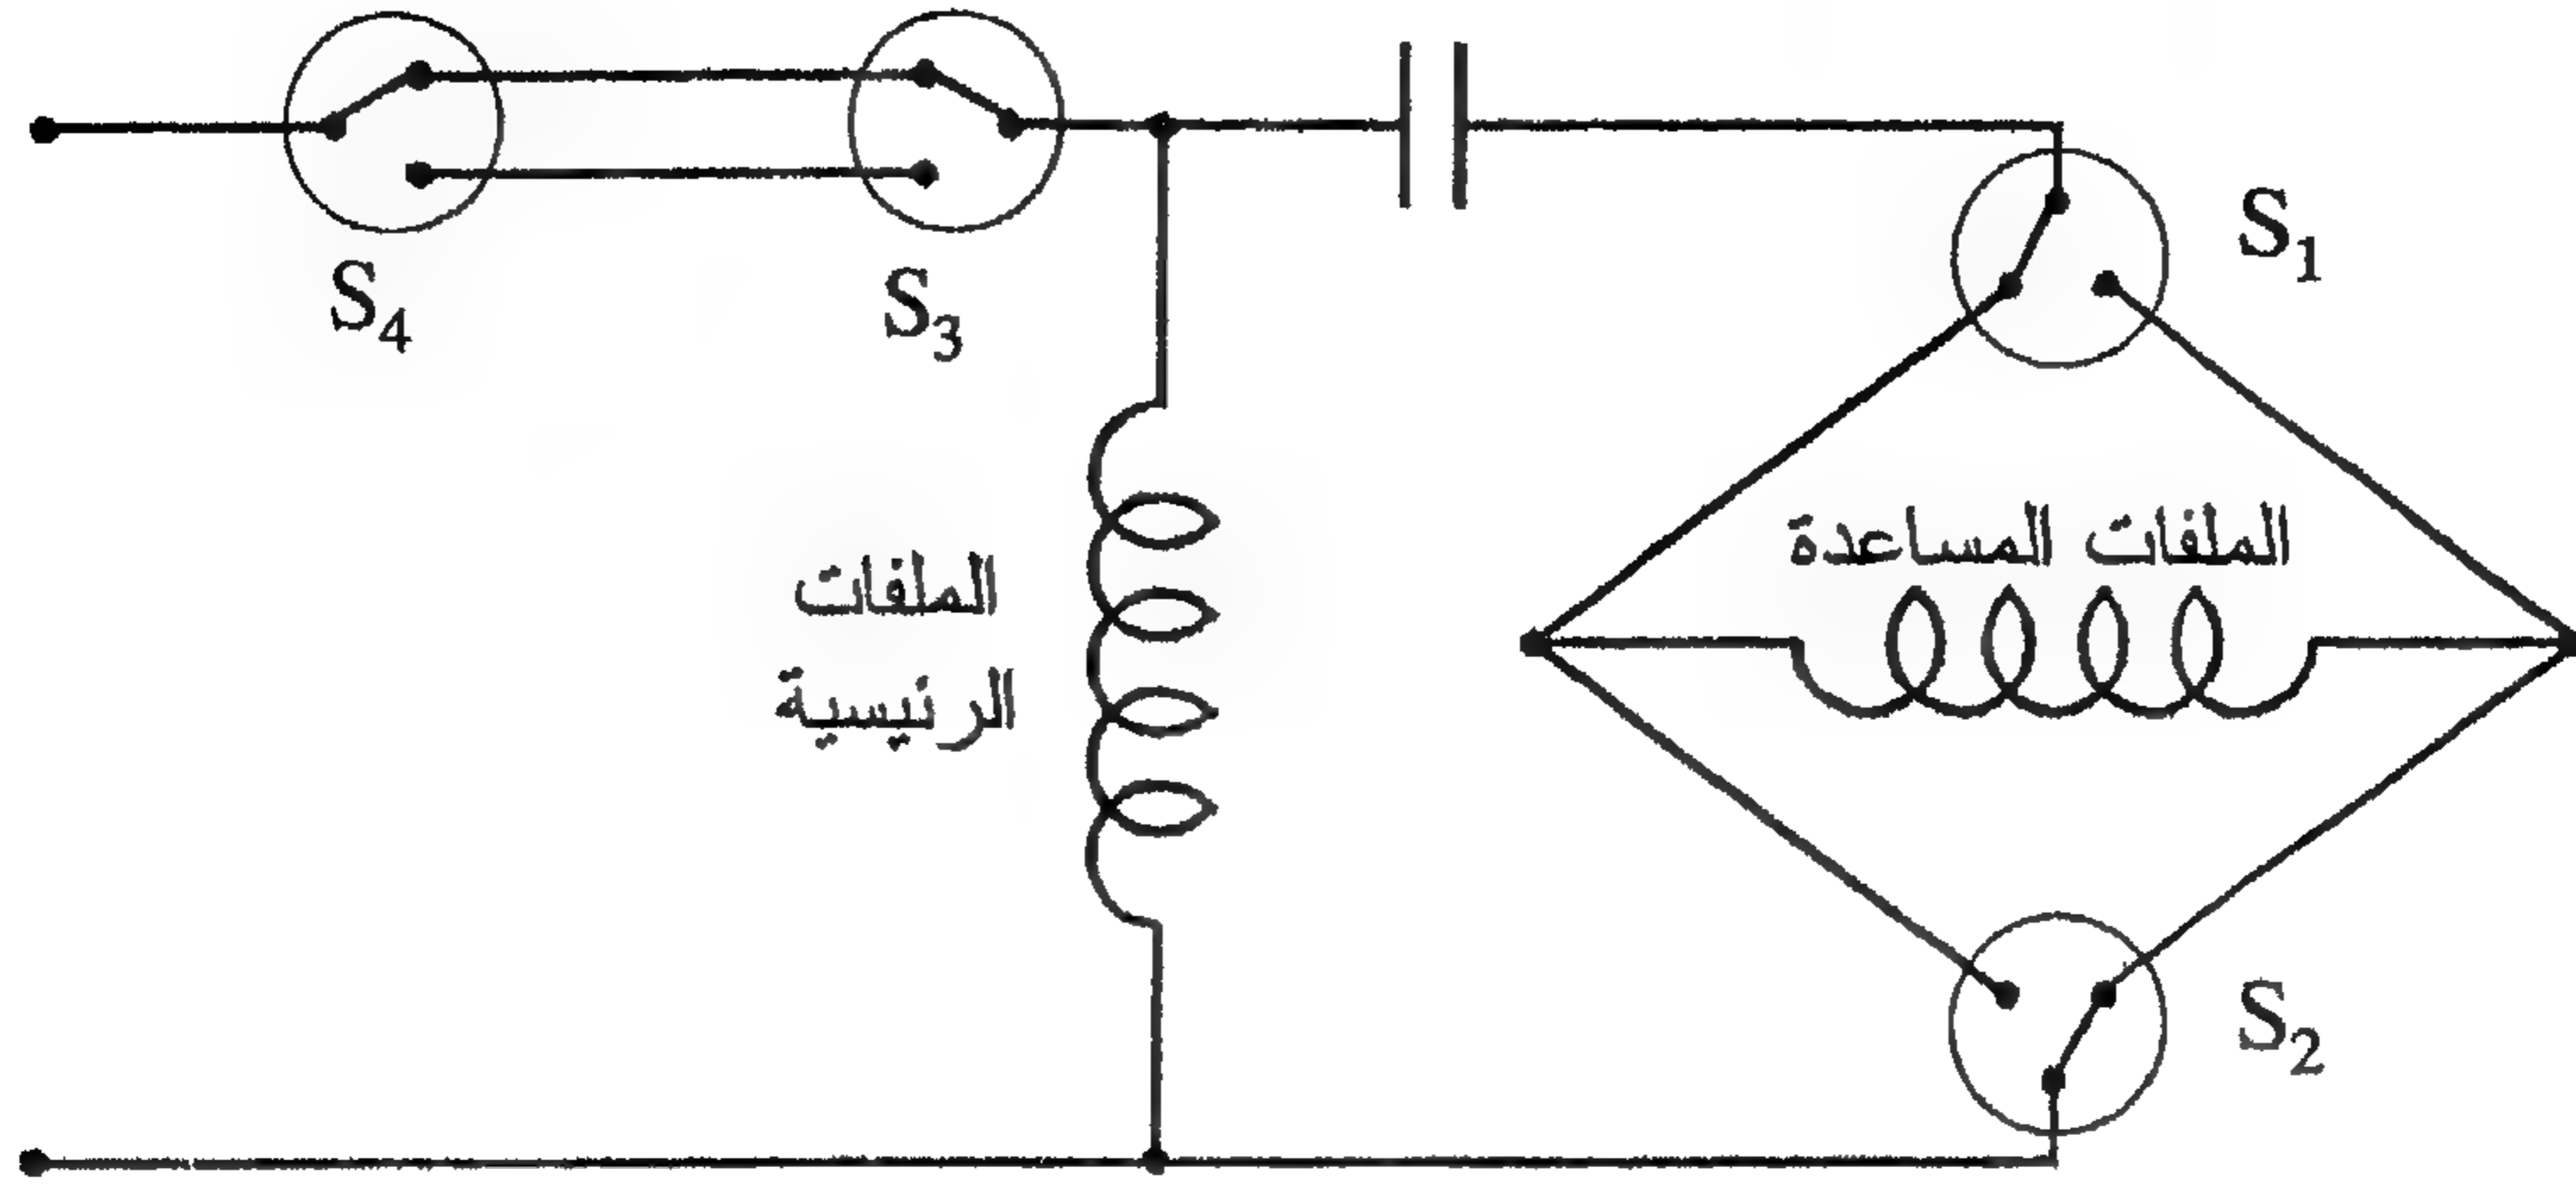 S₄
S₃
S₁
الملفات المساعدة
الملفات
الرئيسية
S₂